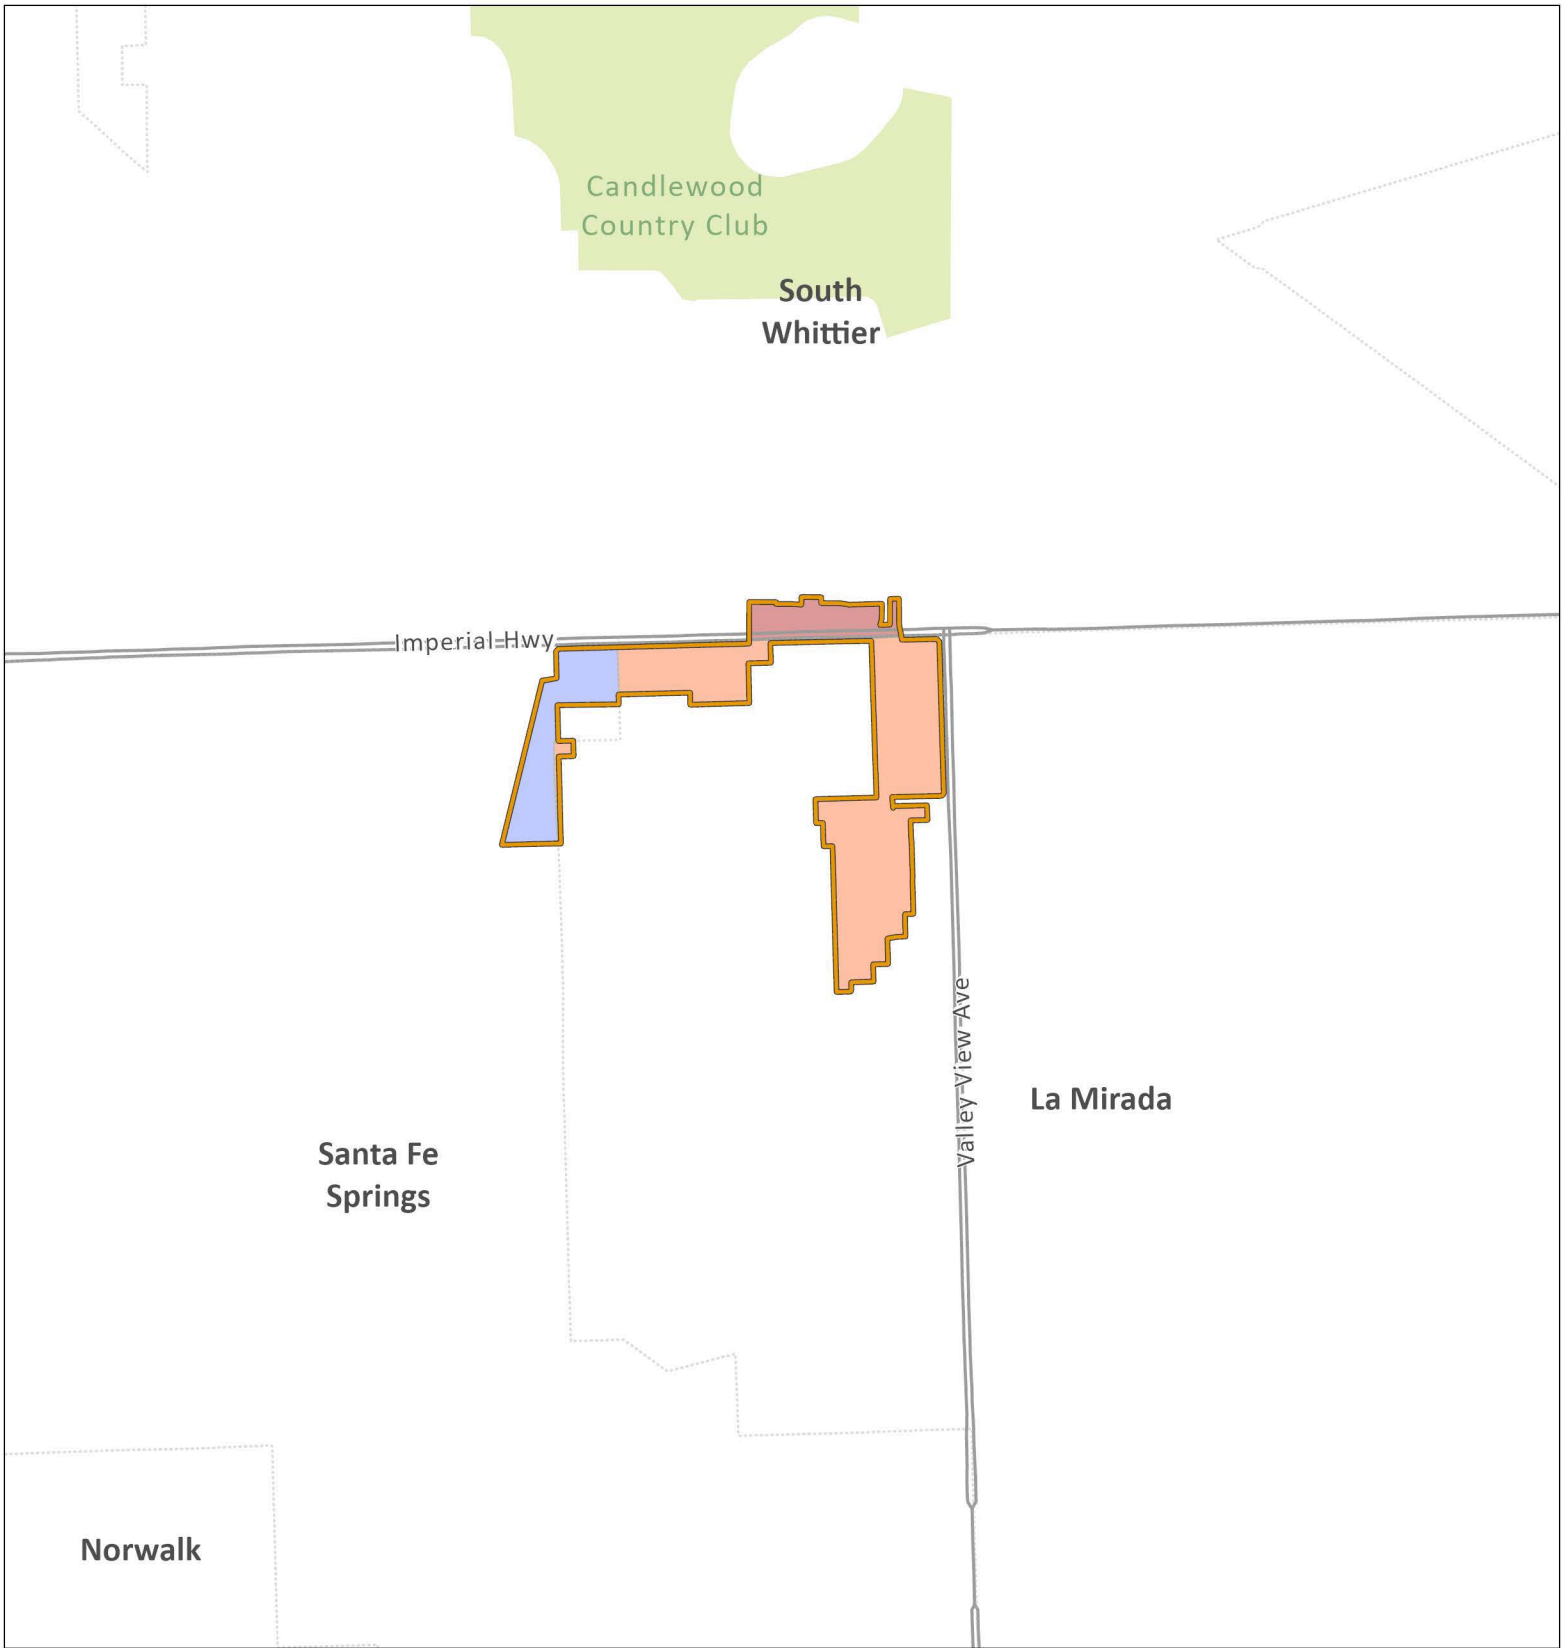 Candlewood
Country Club
South
Whittier
Imperial Hwy
Valley View Ave
La Mirada
Santa Fe
Springs
Norwalk